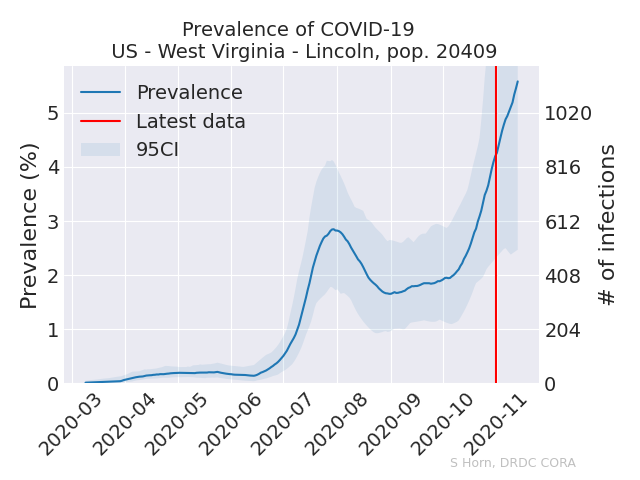 Prevalence of COVID-19
US - West Virginia - Lincoln, pop. 20409
Prevalence
Latest data
95CI
Prevalence (%)
5
4
3
2
1
0
1020
816
612
408
204
0
# of infections
2020-03
2020-04
2020-05
2020-06
2020-07
2020-08
2020-09
2020-10
2020-11
S Horn, DRDC CORA